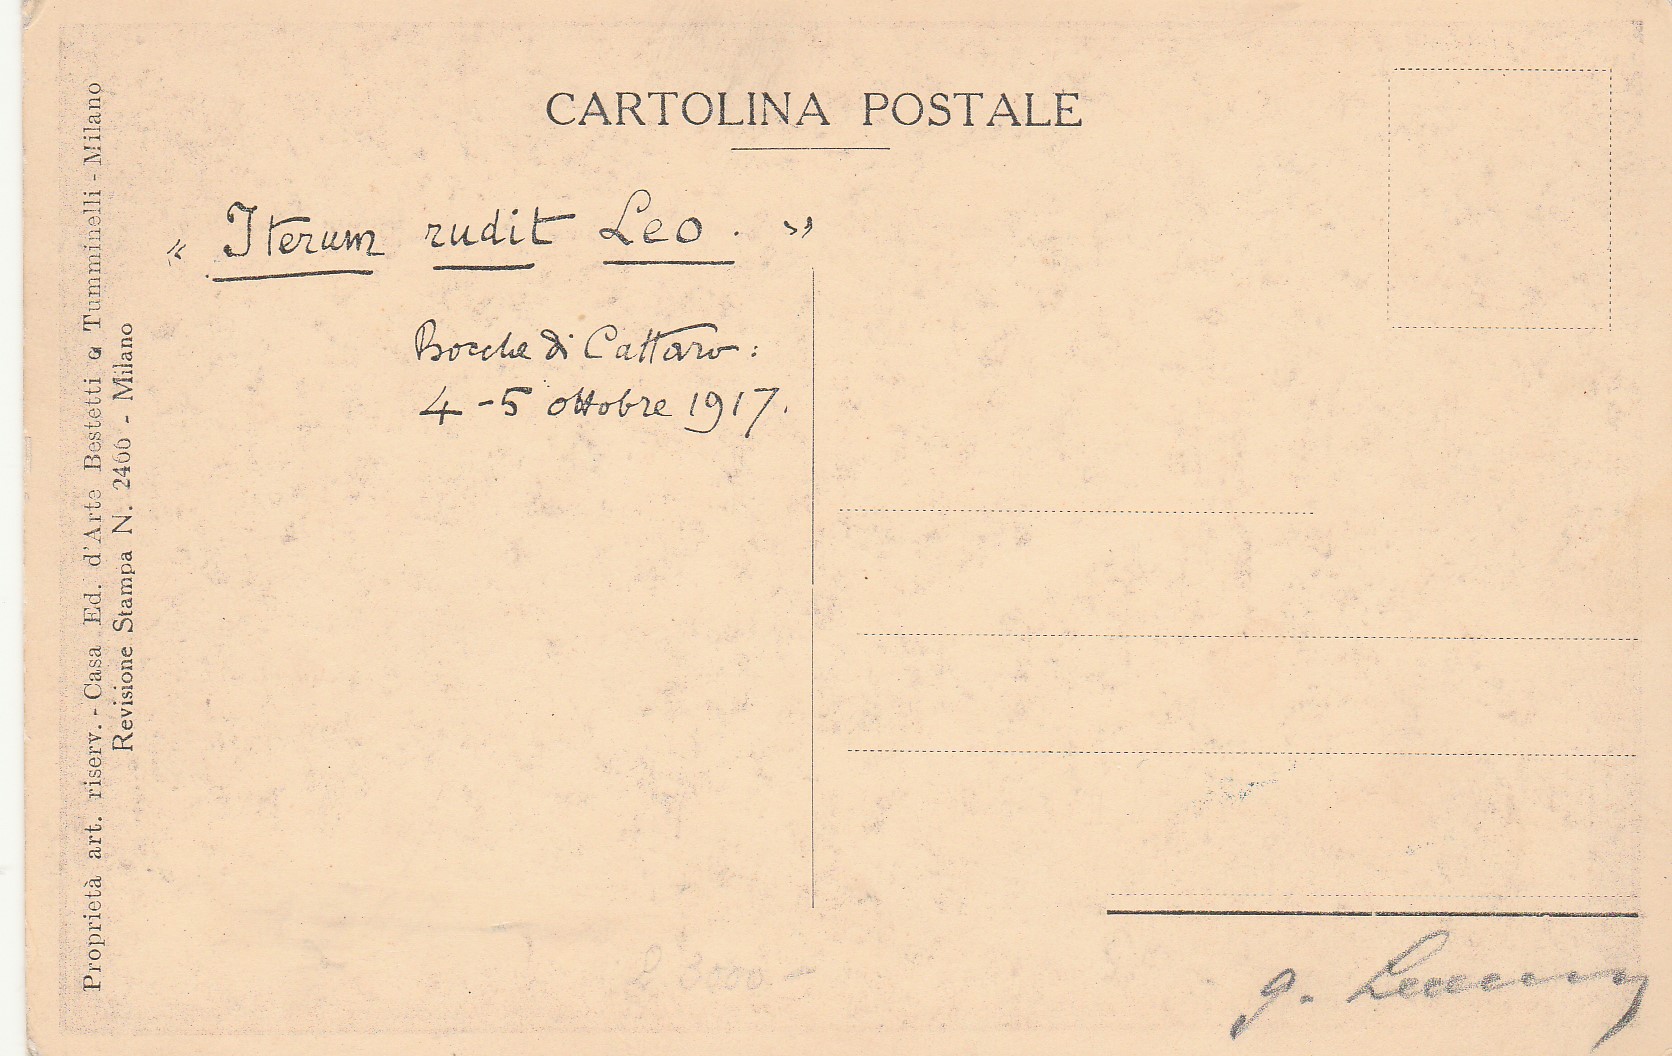 CARTOLINA POSTALE
« Iterum rudit Leo. »
Bocche di Cattaro:
4-5 ottobre 1917.
Proprietà art. riserv. - Casa Ed. d'Arte Bestetti e Tumminelli - Milano
Revisione Stampa N. 2466 - Milano
L 3000.-
g.